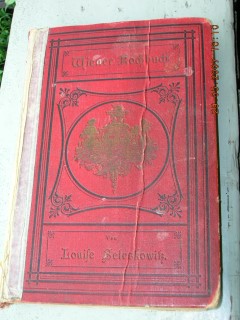 Wiener Kochbuch
Von
Louise Seleskowitz.